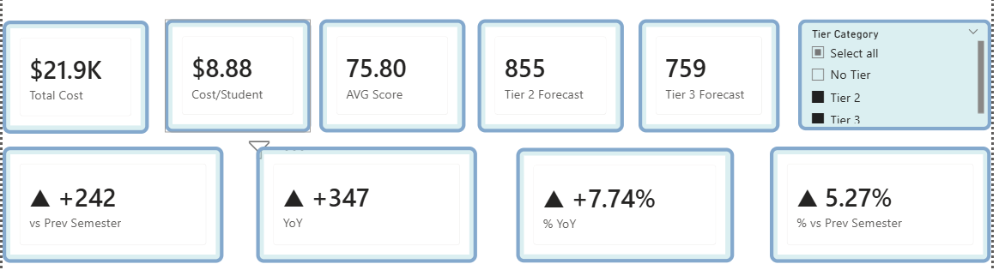 $21.9K
Total Cost
$8.88
Cost/Student
75.80
AVG Score
855
Tier 2 Forecast
759
Tier 3 Forecast
Tier Category
Select all
No Tier
Tier 2
Tier 3
▲ +242
vs Prev Semester
▲ +347
YoY
▲ +7.74%
% YoY
▲ 5.27%
% vs Prev Semester